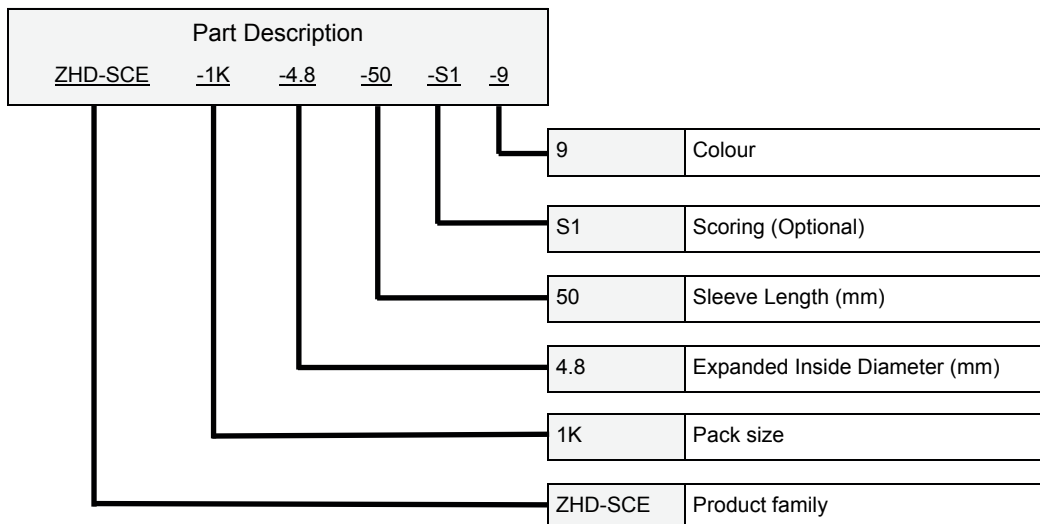 Part Description
ZHD-SCE -1K -4.8 -50 -S1 -9
9 Colour
S1 Scoring (Optional)
50 Sleeve Length (mm)
4.8 Expanded Inside Diameter (mm)
1K Pack size
ZHD-SCE Product family